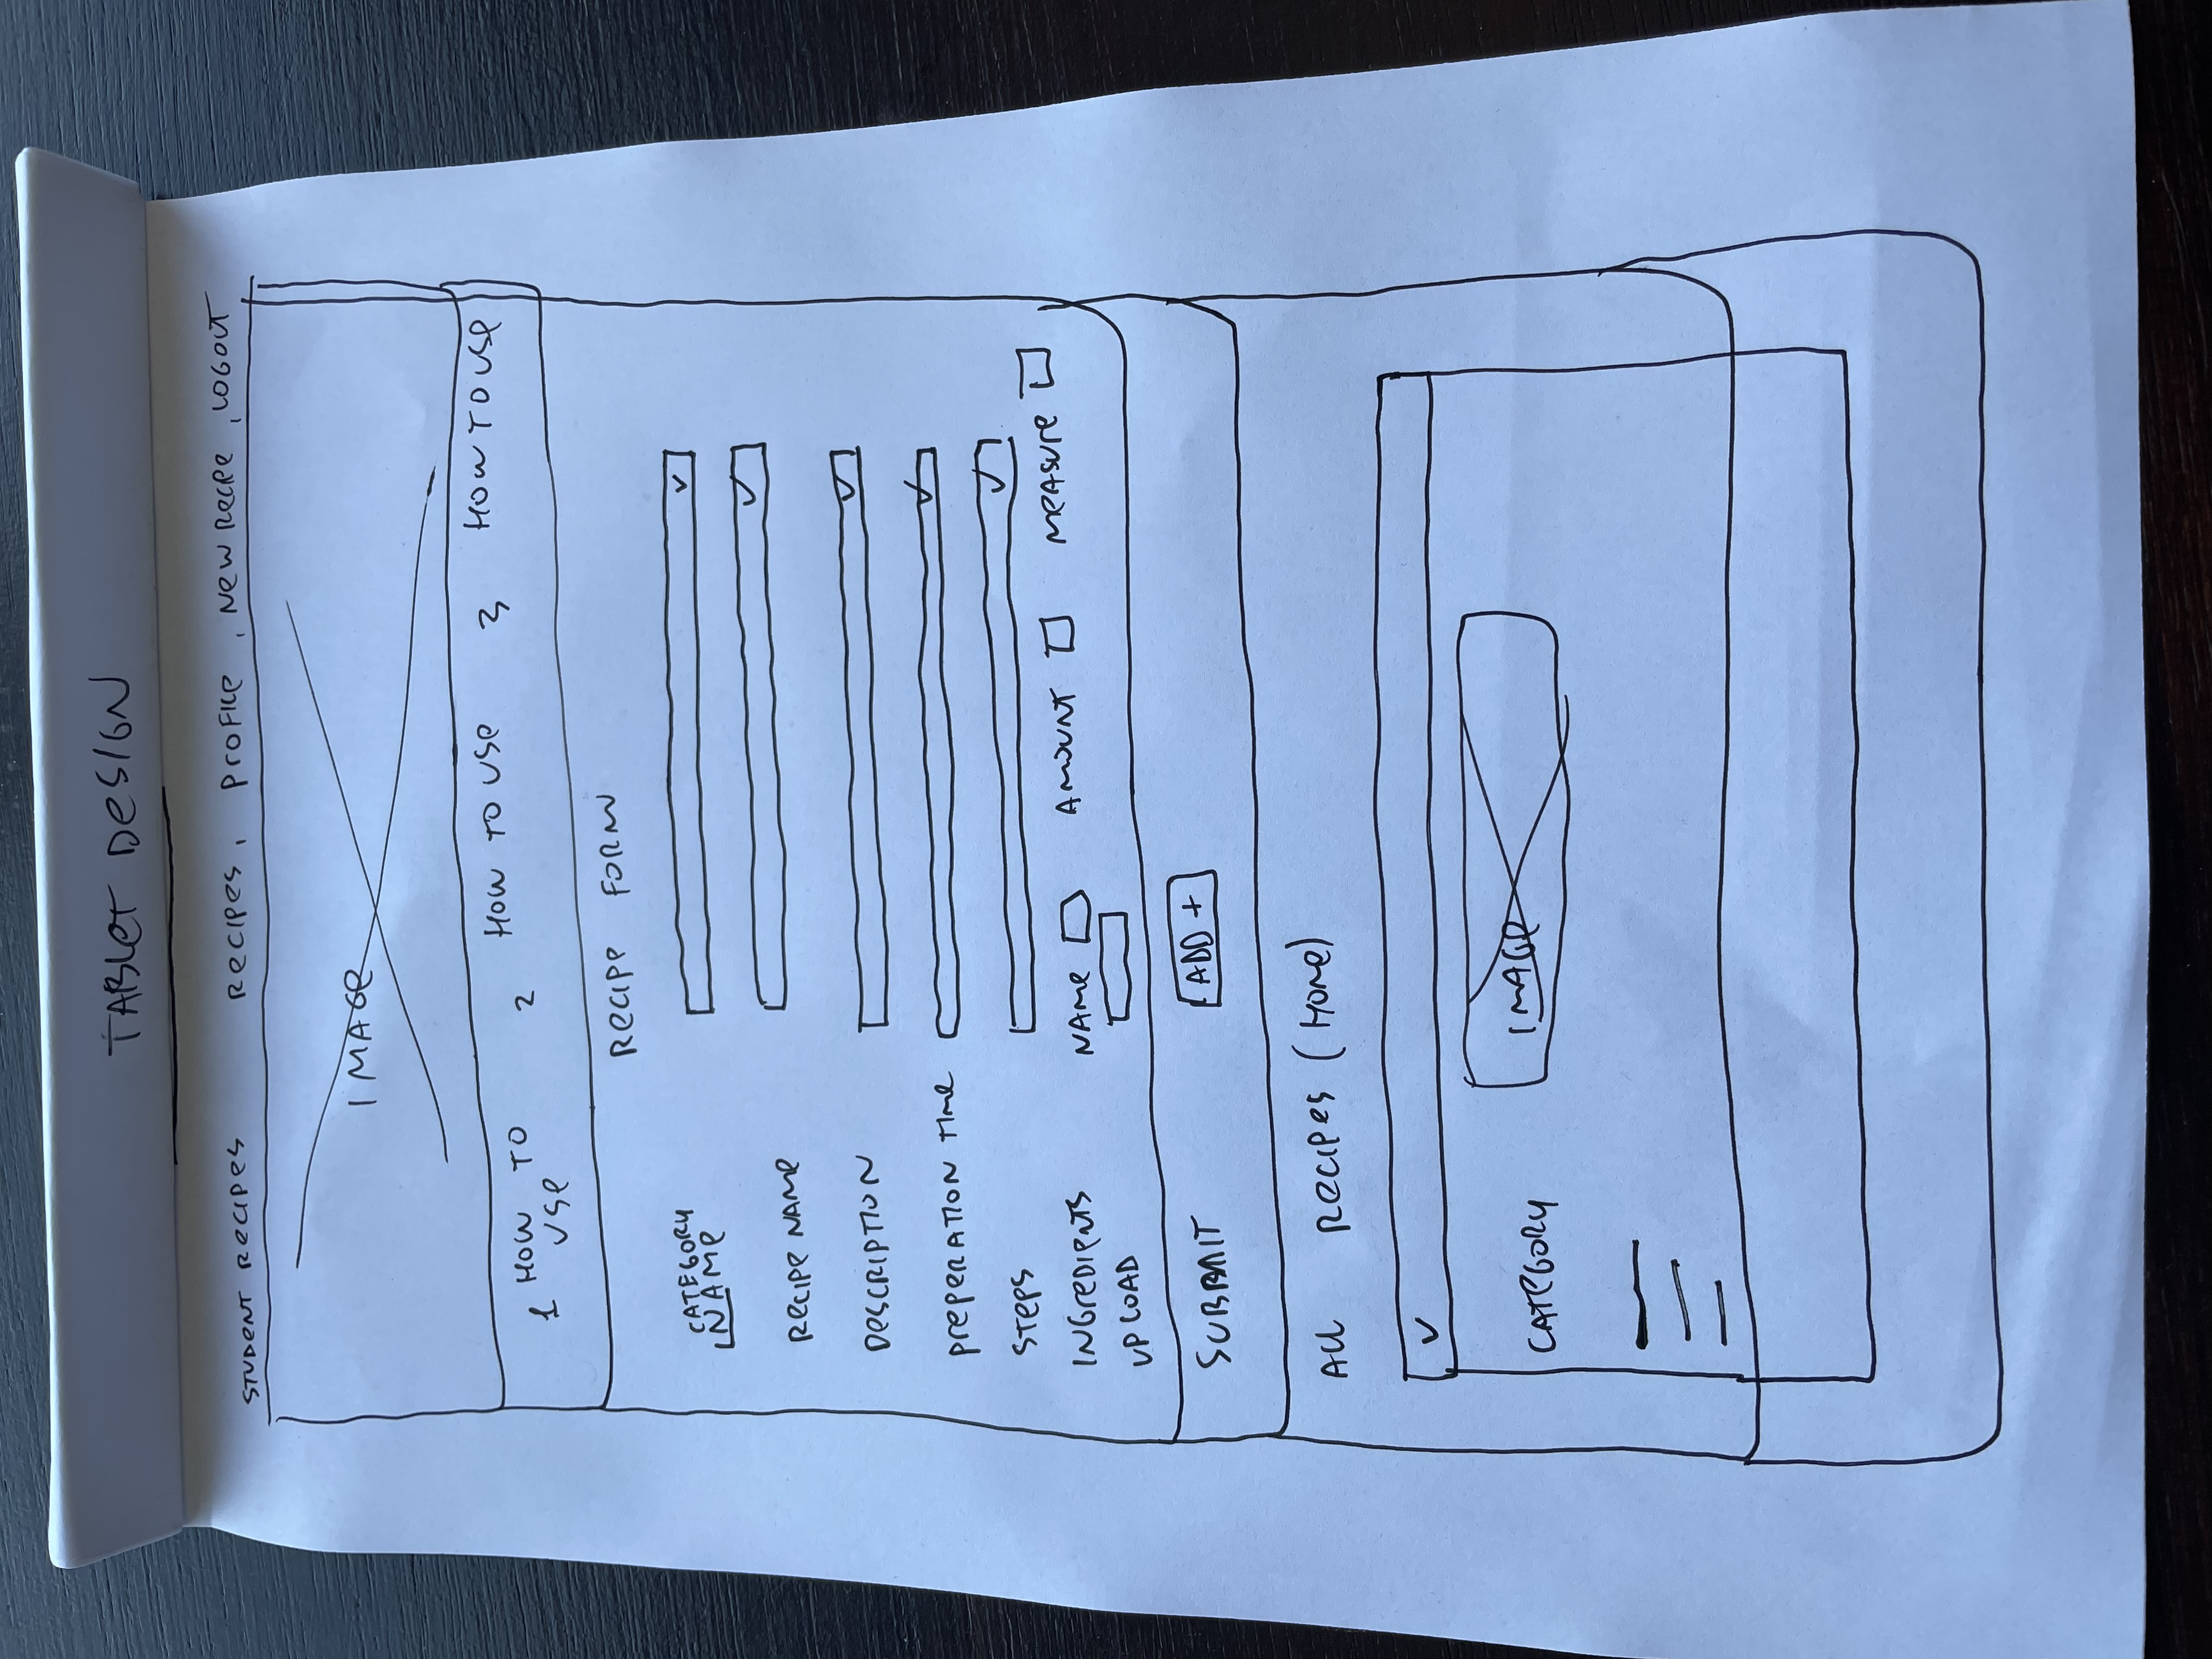 TABLET DESIGN
STUDENT RECIPES RECIPES, PROFILE, NEW RECIPE, LOGOUT
IMAGE
1 HOW TO USE 2 HOW TO USE 3 HOW TO USE
RECIPE FORM
CATEGORY
NAME
RECIPE NAME
DESCRIPTION
PREPERATION TIME
STEPS
INGREDIENTS NAME AMOUNT MEASURE
UPLOAD
SUBMIT ADD +
ALL RECIPES (HOME)
CATEGORY IMAGE